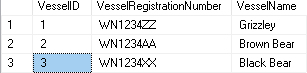 VesselID VesselRegistrationNumber VesselName
1 1 WN1234ZZ Grizzley
2 2 WN1234AA Brown Bear
3 3 WN1234XX Black Bear